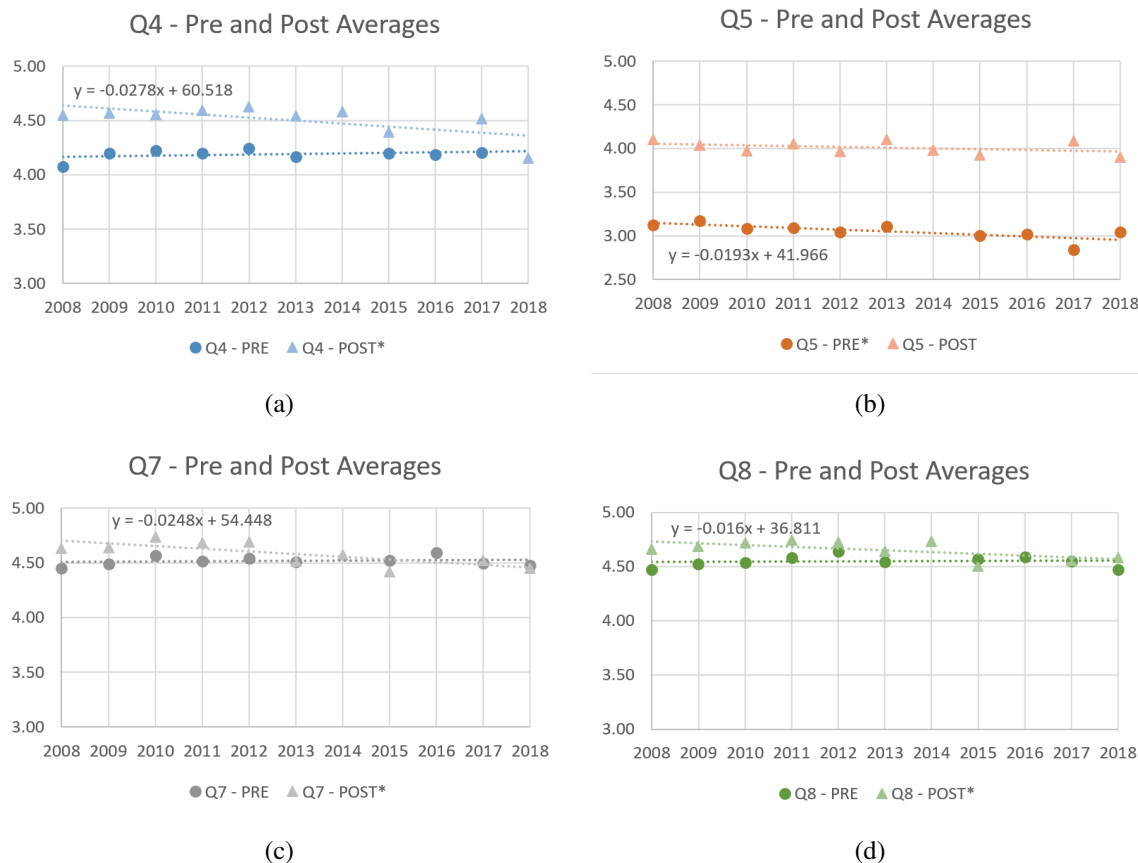 Q4 - Pre and Post Averages
5.00
y = -0.0278x + 60.518
4.50
4.00
3.50
3.00
2008 2009 2010 2011 2012 2013 2014 2015 2016 2017 2018
Q4 - PRE Q4 - POST*
(a)
Q5 - Pre and Post Averages
5.00
4.50
4.00
3.50
3.00
y = -0.0193x + 41.966
2.50
2008 2009 2010 2011 2012 2013 2014 2015 2016 2017 2018
Q5 - PRE* Q5 - POST
(b)
Q7 - Pre and Post Averages
5.00
y = -0.0248x + 54.448
4.50
4.00
3.50
3.00
2008 2009 2010 2011 2012 2013 2014 2015 2016 2017 2018
Q7 - PRE Q7 - POST*
(c)
Q8 - Pre and Post Averages
5.00
y = -0.016x + 36.811
4.50
4.00
3.50
3.00
2008 2009 2010 2011 2012 2013 2014 2015 2016 2017 2018
Q8 - PRE Q8 - POST*
(d)